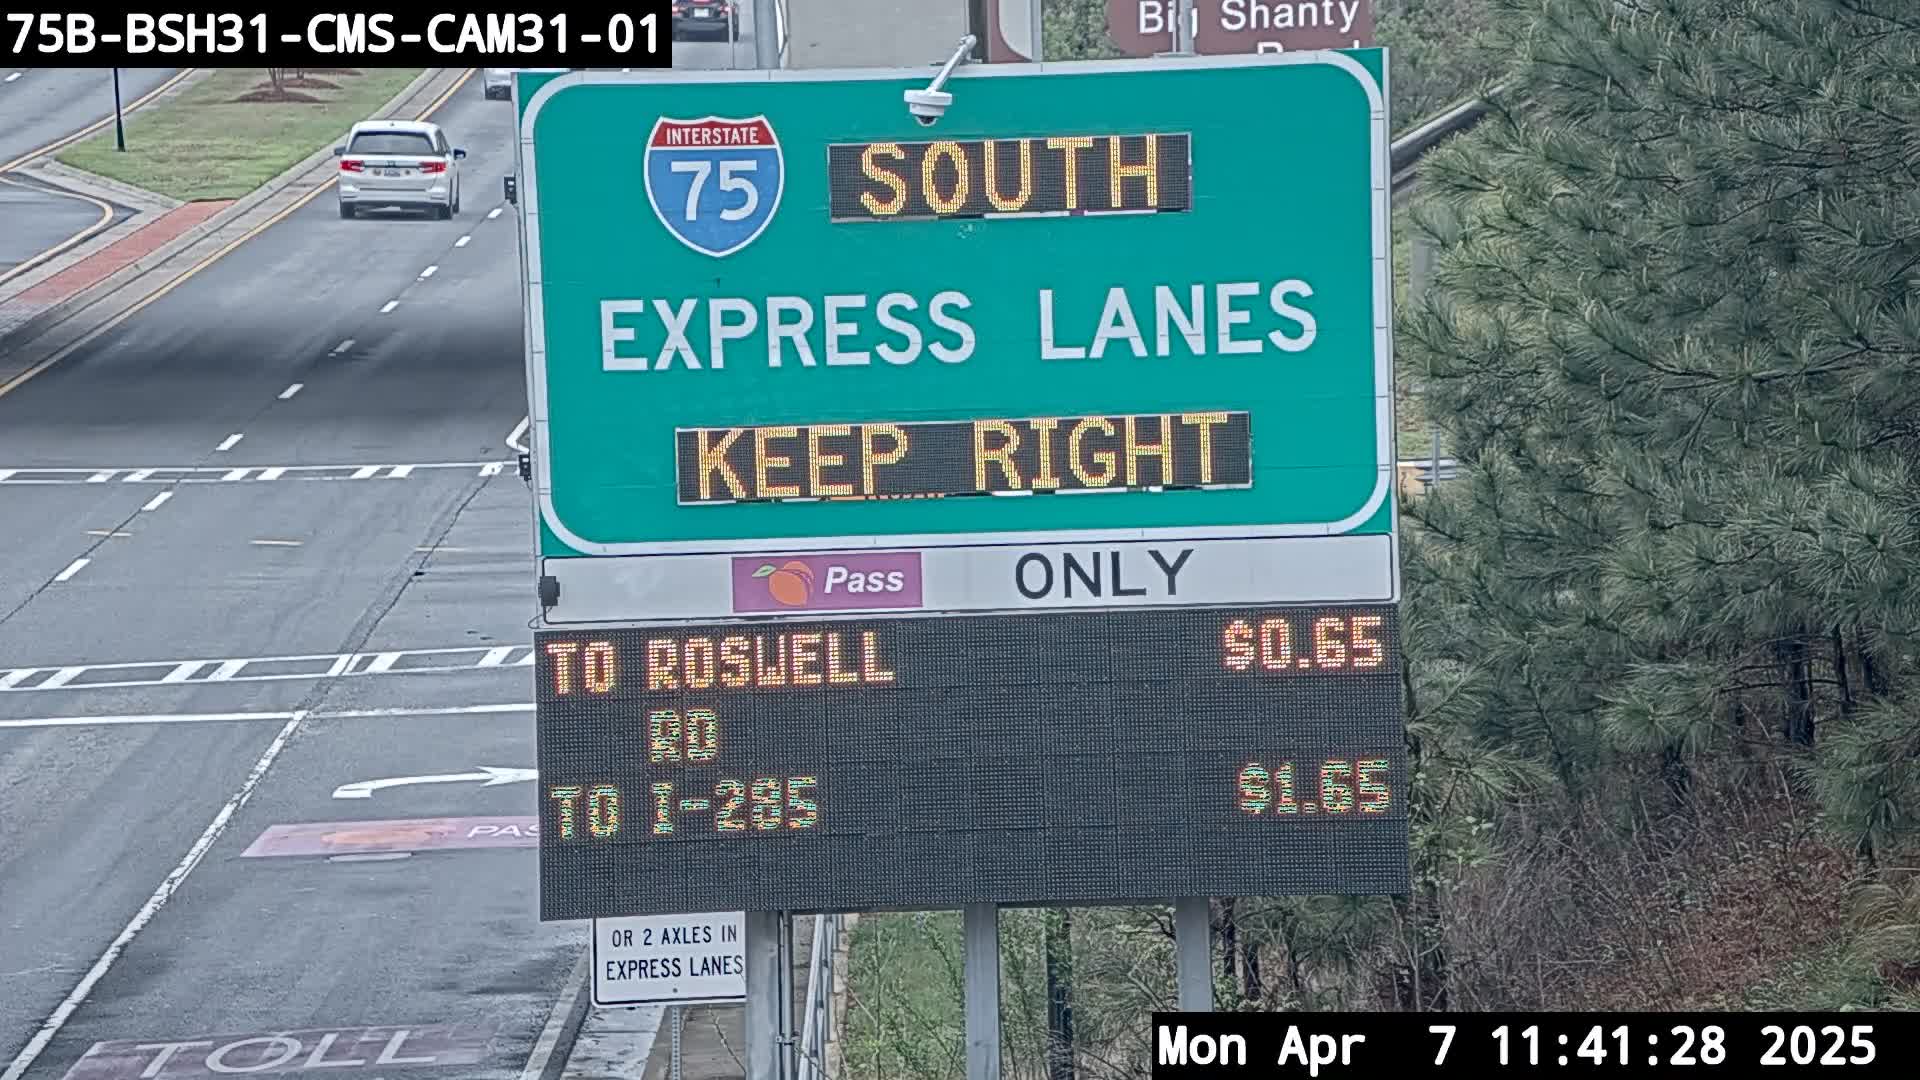 75B-BSH31-CMS-CAM31-01
Big Shanty
Road
INTERSTATE
75
SOUTH
EXPRESS LANES
KEEP RIGHT
Pass
ONLY
TO ROSWELL $0.65
RD
TO I-285 $1.65
PAS
OR 2 AXLES IN
EXPRESS LANES
TOLL
Mon Apr 7 11:41:28 2025